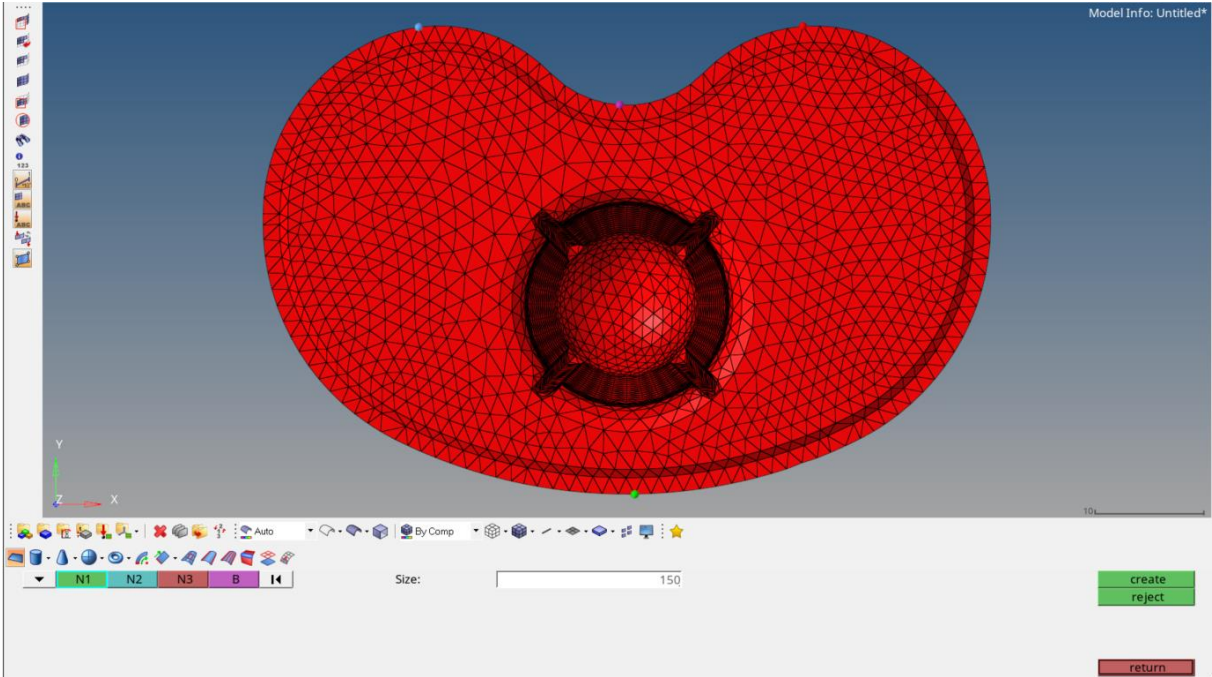 Model Info: Untitled*
123
ABC
ABC
Y
Z X
10
Auto
By Comp
N1 N2 N3 B Size: 150 create
reject
return